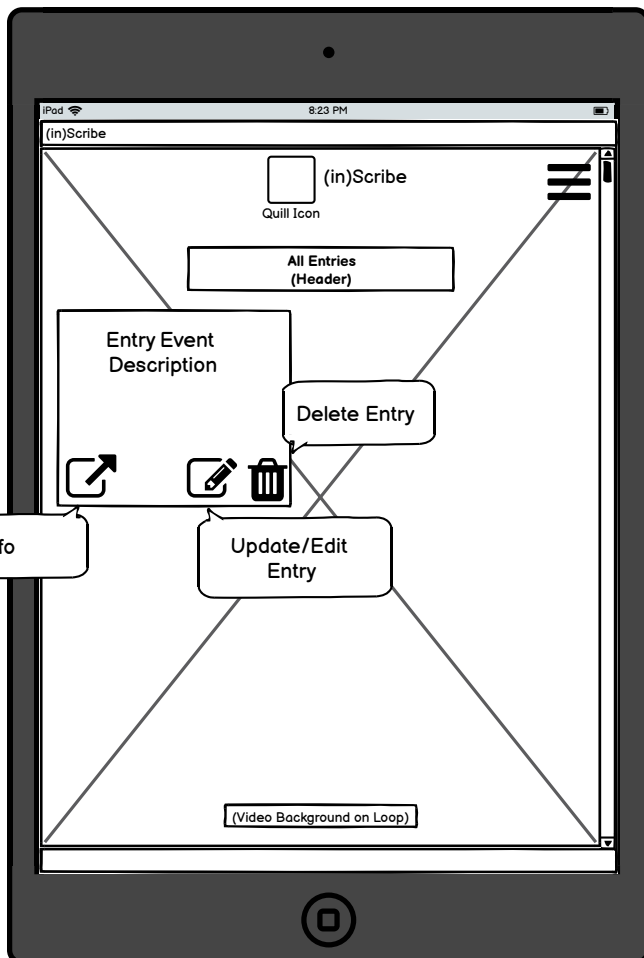 iPad
8:23 PM
(in)Scribe
(in)Scribe
Quill Icon
All Entries
(Header)
Entry Event
Description
Delete Entry
Update/Edit
Entry
(Video Background on Loop)